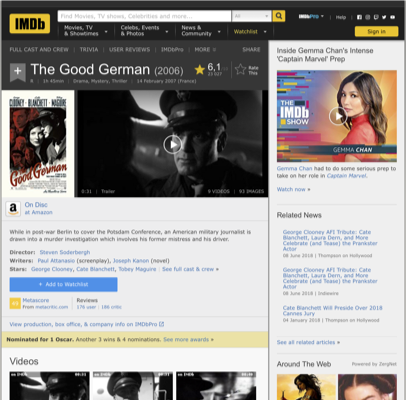 IMDb
Find Movies, TV shows, Celebrities and more...
All
IMDbPro
Help
Movies, TV
& Showtimes
Celebs, Events
& Photos
News &
Community
Watchlist
Sign in
FULL CAST AND CREW | TRIVIA | USER REVIEWS | IMDbPro | MORE
SHARE
+ The Good German (2006)
6,1
Rate
This
1h 45min | Drama, Mystery, Thriller | 14 February 2007 (France)
CLOONEY BLANCHETT MAGUIRE
the Good German
0:31 | Trailer
9 VIDEOS | 93 IMAGES
a
On Disc
at Amazon
While in post-war Berlin to cover the Potsdam Conference, an American military journalist is
drawn into a murder investigation which involves his former mistress and his driver.
Director: Steven Soderbergh
Writers: Paul Attanasio (screenplay), Joseph Kanon (novel)
Stars: George Clooney, Cate Blanchett, Tobey Maguire | See full cast & crew »
+ Add to Watchlist
Metascore
From metacritic.com
Reviews
176 user | 186 critic
View production, box office, & company info on IMDbPro
Nominated for 1 Oscar. Another 3 wins & 4 nominations. See more awards »
Videos
Inside Gemma Chan's Intense
'Captain Marvel' Prep
THE
IMDb
SHOW
GEMMA CHAN
Gemma Chan had to do some serious prep to
take on her role in Captain Marvel.
Watch now »
Related News
George Clooney AFI Tribute: Cate
Blanchett, Laura Dern, and More
Celebrate (and Tease) the Prankster
Actor
08 June 2018 | Thompson on Hollywood
George Clooney AFI Tribute: Cate
Blanchett, Laura Dern, and More
Celebrate (and Tease) the Prankster
Actor
08 June 2018 | Indiewire
Cate Blanchett Will Preside Over 2018
Cannes Jury
04 January 2018 | Thompson on Hollywood
See all related articles »
Around The Web | Powered by ZergNet